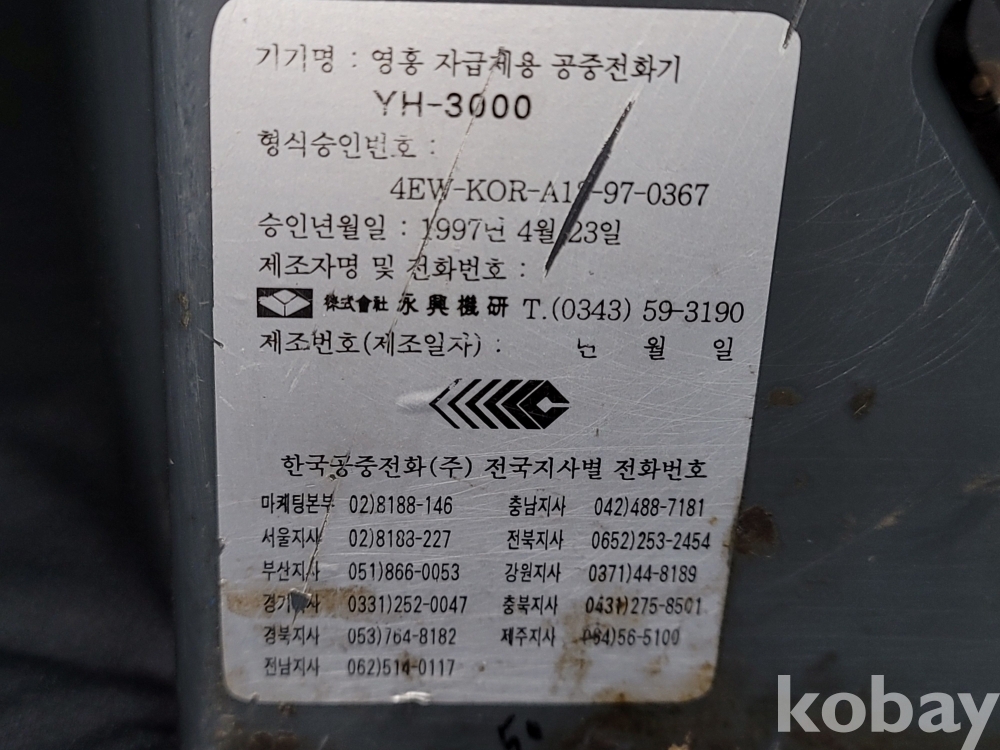 기기명 : 영흥 자급제용 공중전화기
YH-3000
형식승인번호 :
4EW-KOR-A1 -97-0367
승인년월일 : 1997년 4월 23일
제조자명 및 전화번호 :
株式會社 永興機研 T.(0343) 59-3190
제조번호(제조일자) : 년 월 일
한국공중전화(주) 전국지사별 전화번호
마케팅본부 02)8188-146 충남지사 042)488-7181
서울지사 02)8188-227 전북지사 0652)253-2454
부산지사 051)866-0053 강원지사 0371)44-8189
경기지사 0331)252-0047 충북지사 0431)275-8501
경북지사 053)764-8182 제주지사 064)56-5100
전남지사 062)514-0117
kobay